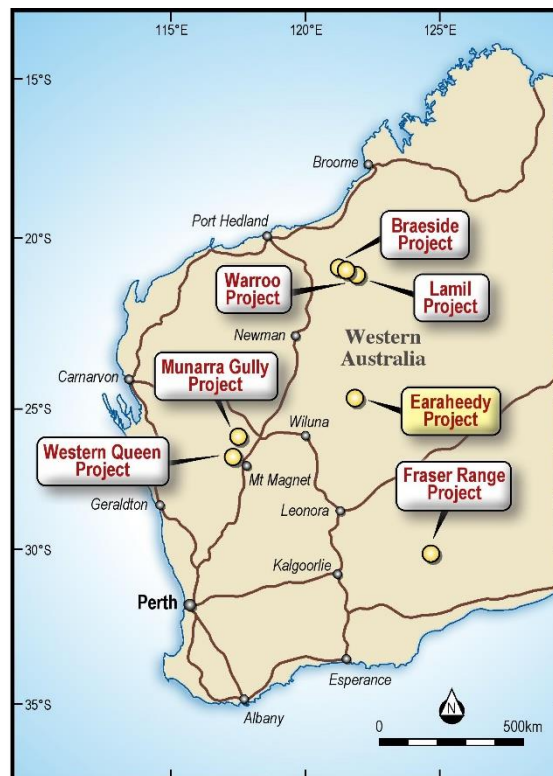 115°E
120°E
125°E
15°S
Broome
20°S
Port Hedland
Braeside
Project
Warroo
Project
Lamil
Project
Newman
Western
Australia
Munarra Gully
Project
Carnarvon
25°S
Earaheedy
Project
Wiluna
Western Queen
Project
Mt Magnet
Fraser Range
Project
Geraldton
Leonora
30°S
Kalgoorlie
Perth
Esperance
35°S
Albany
N
0
500km